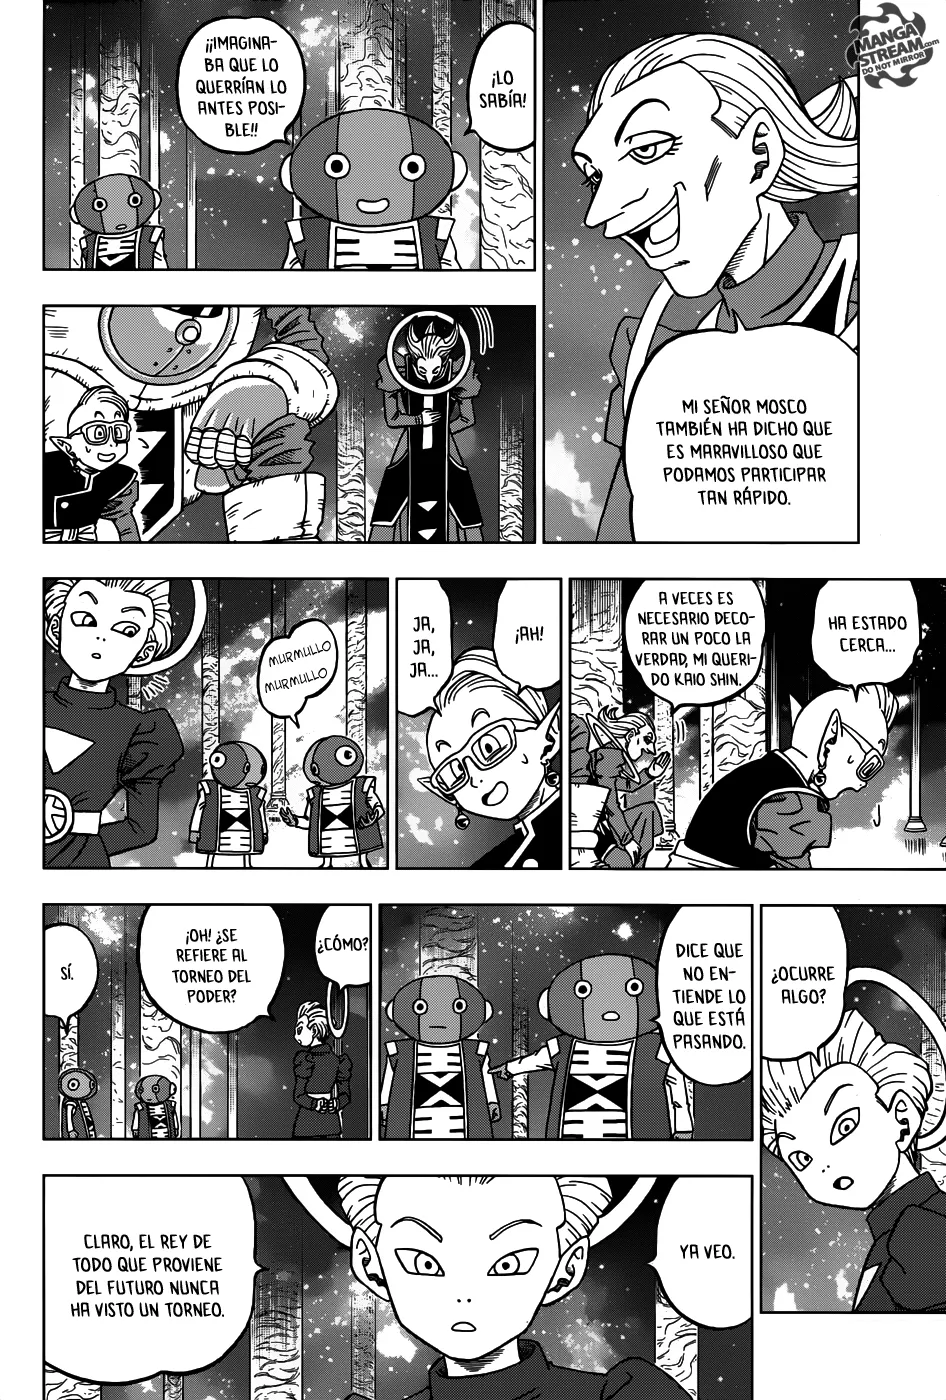 MANGA
STREAM.com
DO NOT MIRROR!
MI SEÑOR MOSCO
TAMBIÉN HA DICHO QUE
ES MARAVILLOSO QUE
PODAMOS PARTICIPAR
TAN RÁPIDO.
¡LO
SABÍA!
¡¡IMAGINA-
BA QUE LO
QUERRÍAN LO
ANTES POSI-
BLE!!
HA ESTADO
CERCA...
A VECES ES
NECESARIO DECO-
RAR UN POCO LA
VERDAD, MI QUERI-
DO KAIO SHIN.
¡AH!
JA,
JA,
JA...
MURMULLO
MURMULLO
¿OCURRE
ALGO?
DICE QUE
NO EN-
TIENDE LO
QUE ESTÁ
PASANDO.
¿CÓMO?
¡OH! ¿SE
REFIERE AL
TORNEO DEL
PODER?
SÍ.
YA VEO.
CLARO, EL REY DE
TODO QUE PROVIENE
DEL FUTURO NUNCA
HA VISTO UN TORNEO.